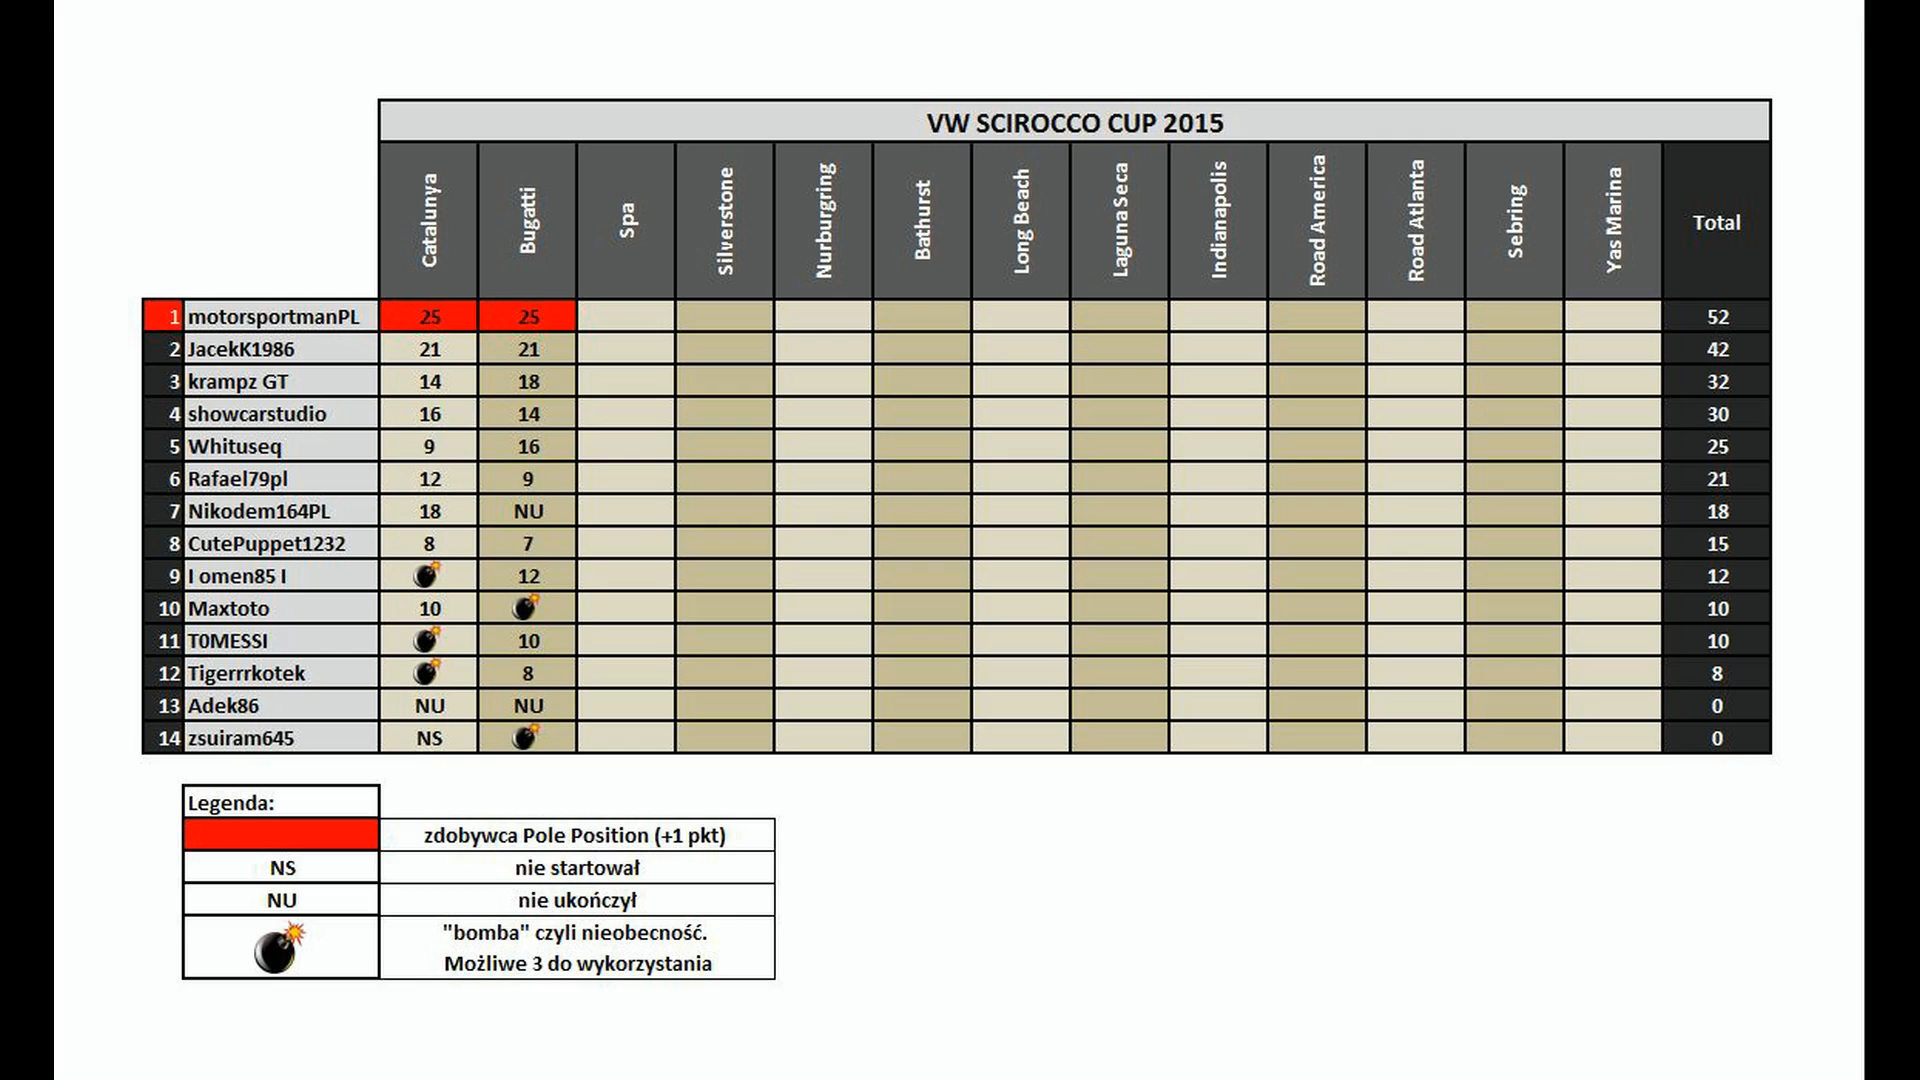 VW SCIROCCO CUP 2015
Catalunya Bugatti Spa Silverstone Nurburgring Bathurst Long Beach Laguna Seca Indianapolis Road America Road Atlanta Sebring Yas Marina Total
1 motorsportmanPL 25 25 52
2 JacekK1986 21 21 42
3 krampz GT 14 18 32
4 showcarstudio 16 14 30
5 Whituseq 9 16 25
6 Rafael79pl 12 9 21
7 Nikodem164PL 18 NU 18
8 CutePuppet1232 8 7 15
9 I omen85 I 12 12
10 Maxtoto 10 10
11 T0MESSI 10 10
12 Tigerrrkotek 8 8
13 Adek86 NU NU 0
14 zsuiram645 NS 0
Legenda:
zdobywca Pole Position (+1 pkt)
NS nie startował
NU nie ukończył
"bomba" czyli nieobecność.
Możliwe 3 do wykorzystania